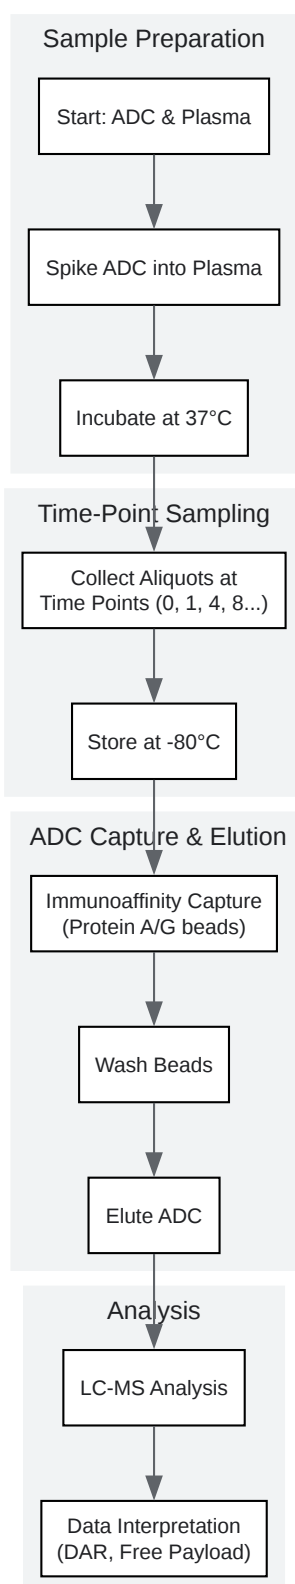 Sample Preparation
Start: ADC & Plasma
Spike ADC into Plasma
Incubate at 37°C
Time-Point Sampling
Collect Aliquots at
Time Points (0, 1, 4, 8...)
Store at -80°C
ADC Capture & Elution
Immunoaffinity Capture
(Protein A/G beads)
Wash Beads
Elute ADC
Analysis
LC-MS Analysis
Data Interpretation
(DAR, Free Payload)